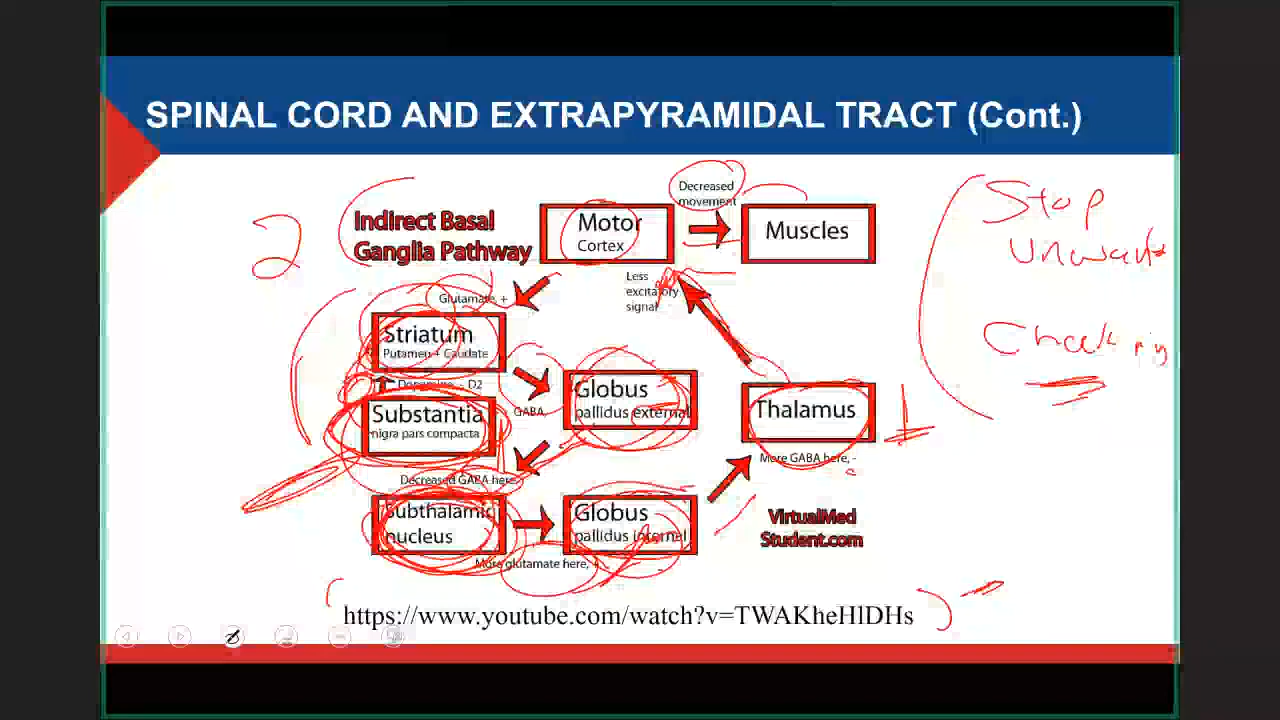 SPINAL CORD AND EXTRAPYRAMIDAL TRACT (Cont.)
Decreased
movement
2
Indirect Basal
Ganglia Pathway
Motor
Cortex
Muscles
Stop
Less
excitatory
signal
Glutamate, +
Striatum
Putameu + Caudate
Dopamine, - D2
GABA,
Globus
pallidus external
Thalamus
Substantia
nigra pars compacta
More GABA here, -
Decreased GABA here,
Subthalamic
nucleus
Globus
pallidus internal
VirtualMed
Student.com
More glutamate here, +
https://www.youtube.com/watch?v=TWAKheHlDHs